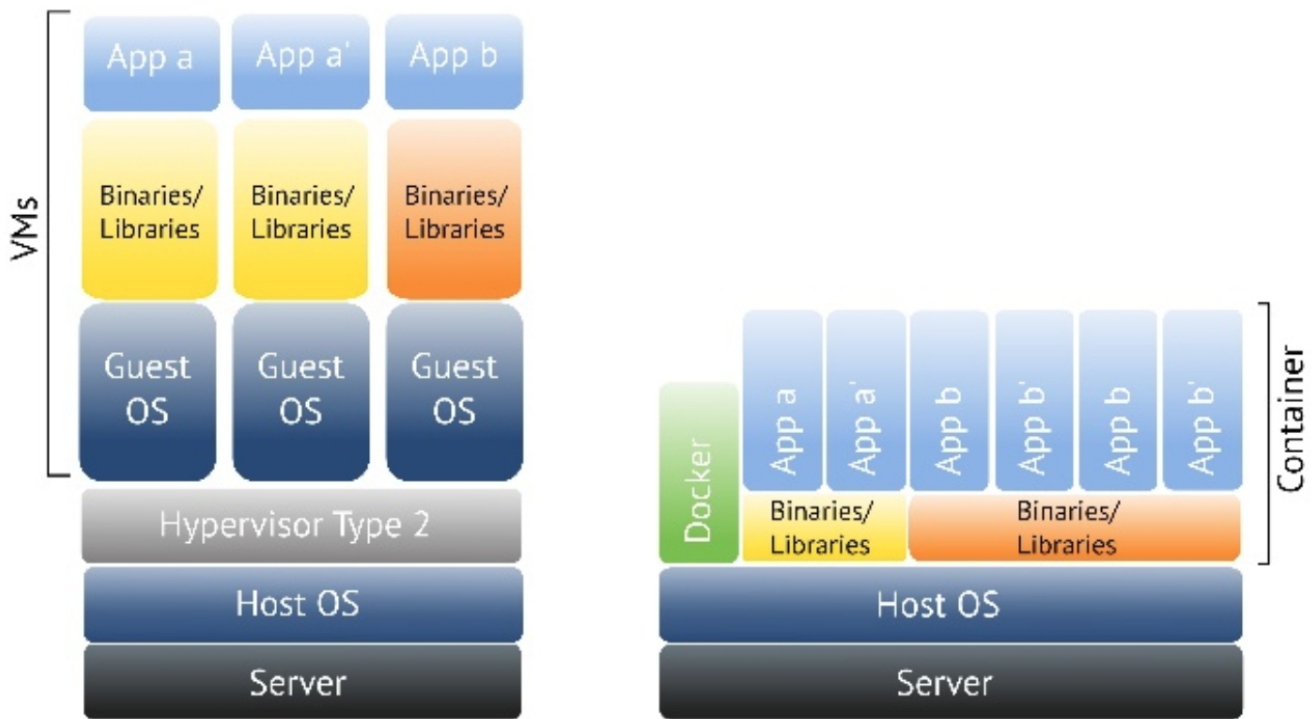 VMs
App a
App a'
App b
Binaries/
Libraries
Binaries/
Libraries
Binaries/
Libraries
Guest
OS
Guest
OS
Guest
OS
Hypervisor Type 2
Host OS
Server
Docker
App a
App a'
App b
App b'
App b
App b'
Binaries/
Libraries
Binaries/
Libraries
Container
Host OS
Server